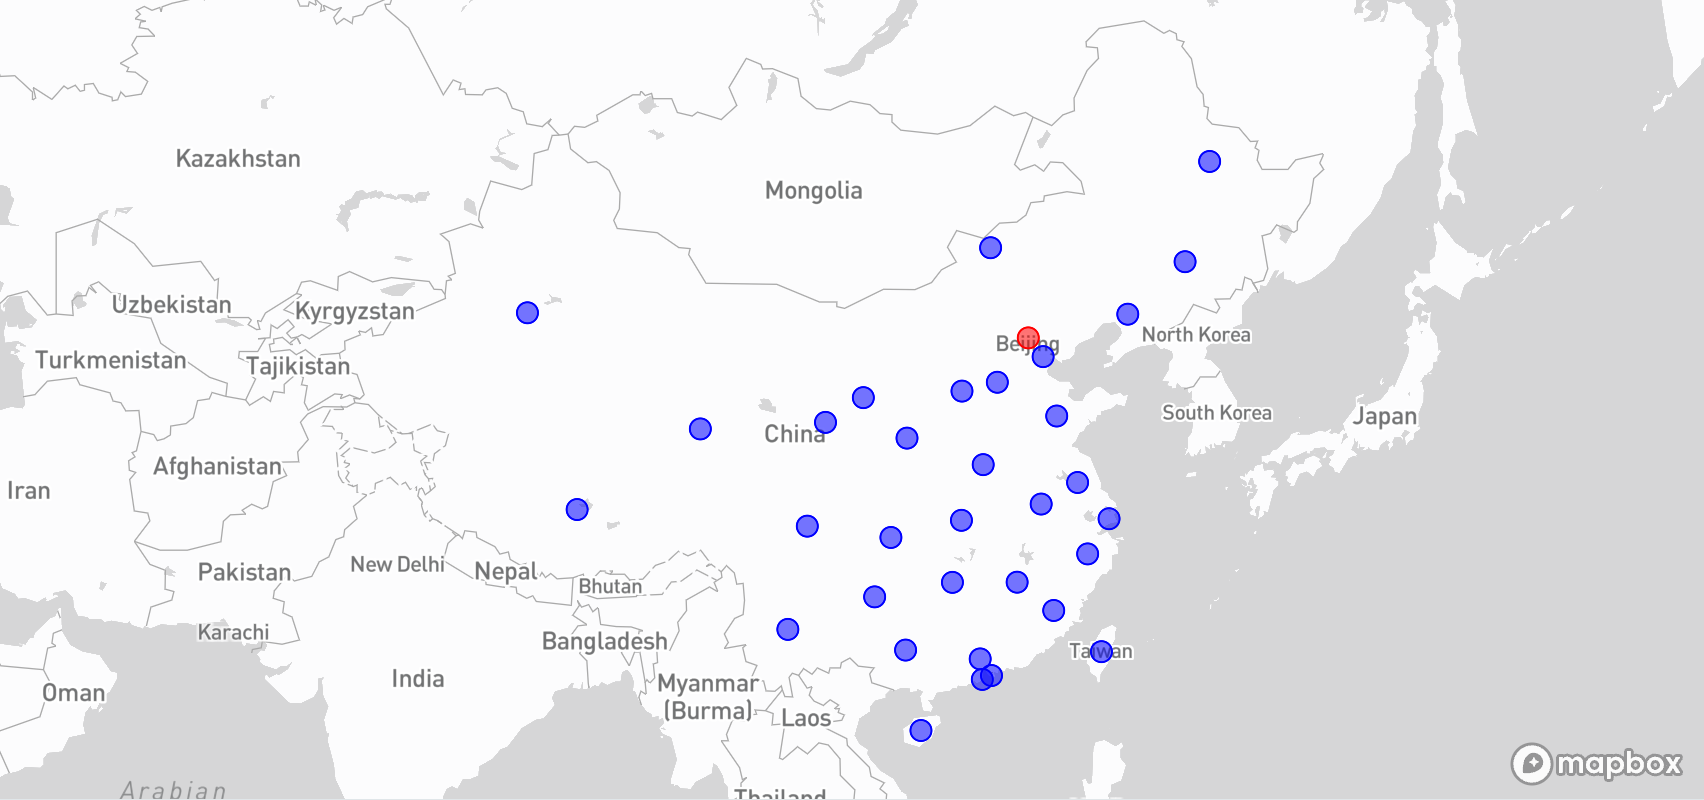 Kazakhstan
Mongolia
Uzbekistan
Kyrgyzstan
Beijing
North Korea
Turkmenistan
Tajikistan
South Korea
Japan
China
Afghanistan
Iran
New Delhi
Pakistan
Nepal
Bhutan
Karachi
Bangladesh
Taiwan
India
Myanmar
(Burma)
Oman
Laos
mapbox
Arabian
Thailand